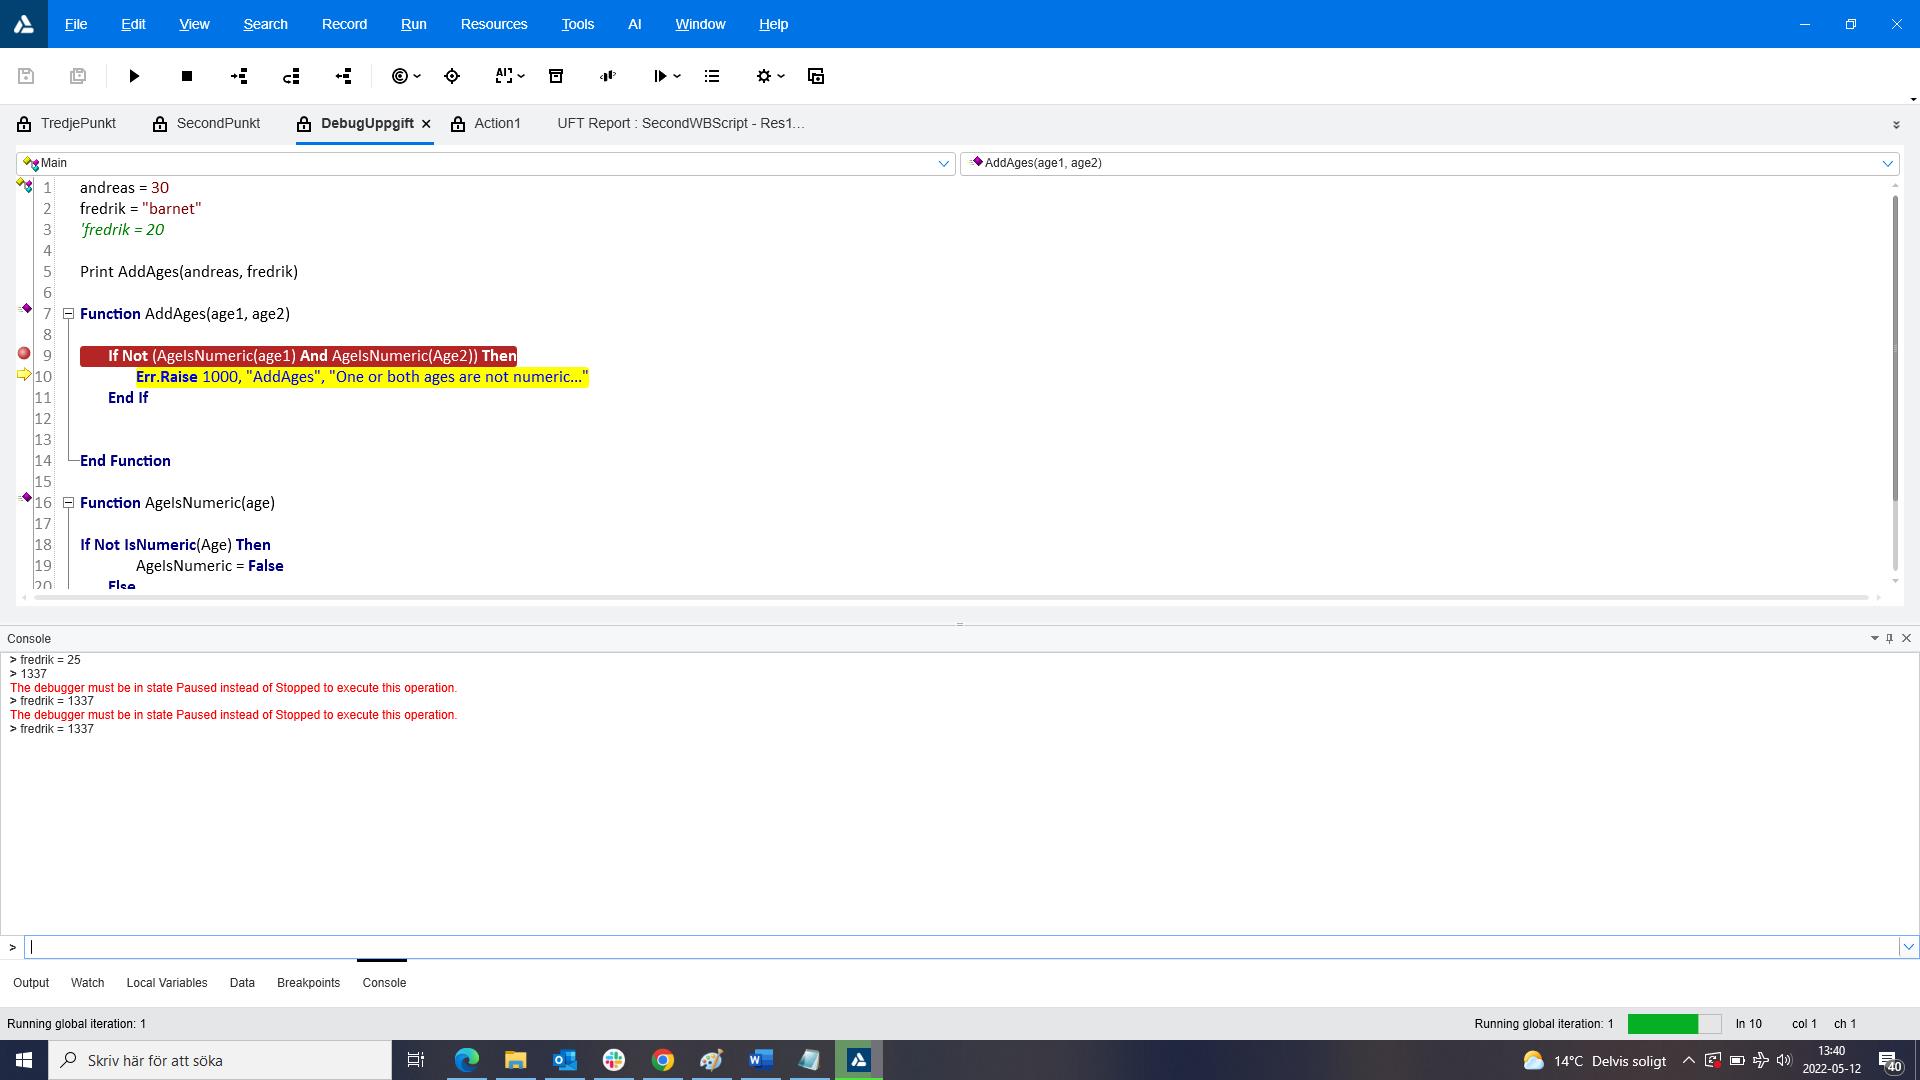 File Edit View Search Record Run Resources Tools AI Window Help
TredjePunkt SecondPunkt DebugUppgift Action1 UFT Report : SecondWBScript - Res1...
Main AddAges(age1, age2)
1 andreas = 30
2 fredrik = "barnet"
3 'fredrik = 20
4
5 Print AddAges(andreas, fredrik)
6
7 Function AddAges(age1, age2)
8
9 If Not (AgeIsNumeric(age1) And AgeIsNumeric(Age2)) Then
10 Err.Raise 1000, "AddAges", "One or both ages are not numeric..."
11 End If
12
13
14 End Function
15
16 Function AgeIsNumeric(age)
17
18 If Not IsNumeric(Age) Then
19 AgeIsNumeric = False
20 Else
Console
> fredrik = 25
> 1337
The debugger must be in state Paused instead of Stopped to execute this operation.
> fredrik = 1337
The debugger must be in state Paused instead of Stopped to execute this operation.
> fredrik = 1337
>
Output Watch Local Variables Data Breakpoints Console
Running global iteration: 1 Running global iteration: 1 ln 10 col 1 ch 1
Skriv här för att söka 14°C Delvis soligt 13:40
2022-05-12 40